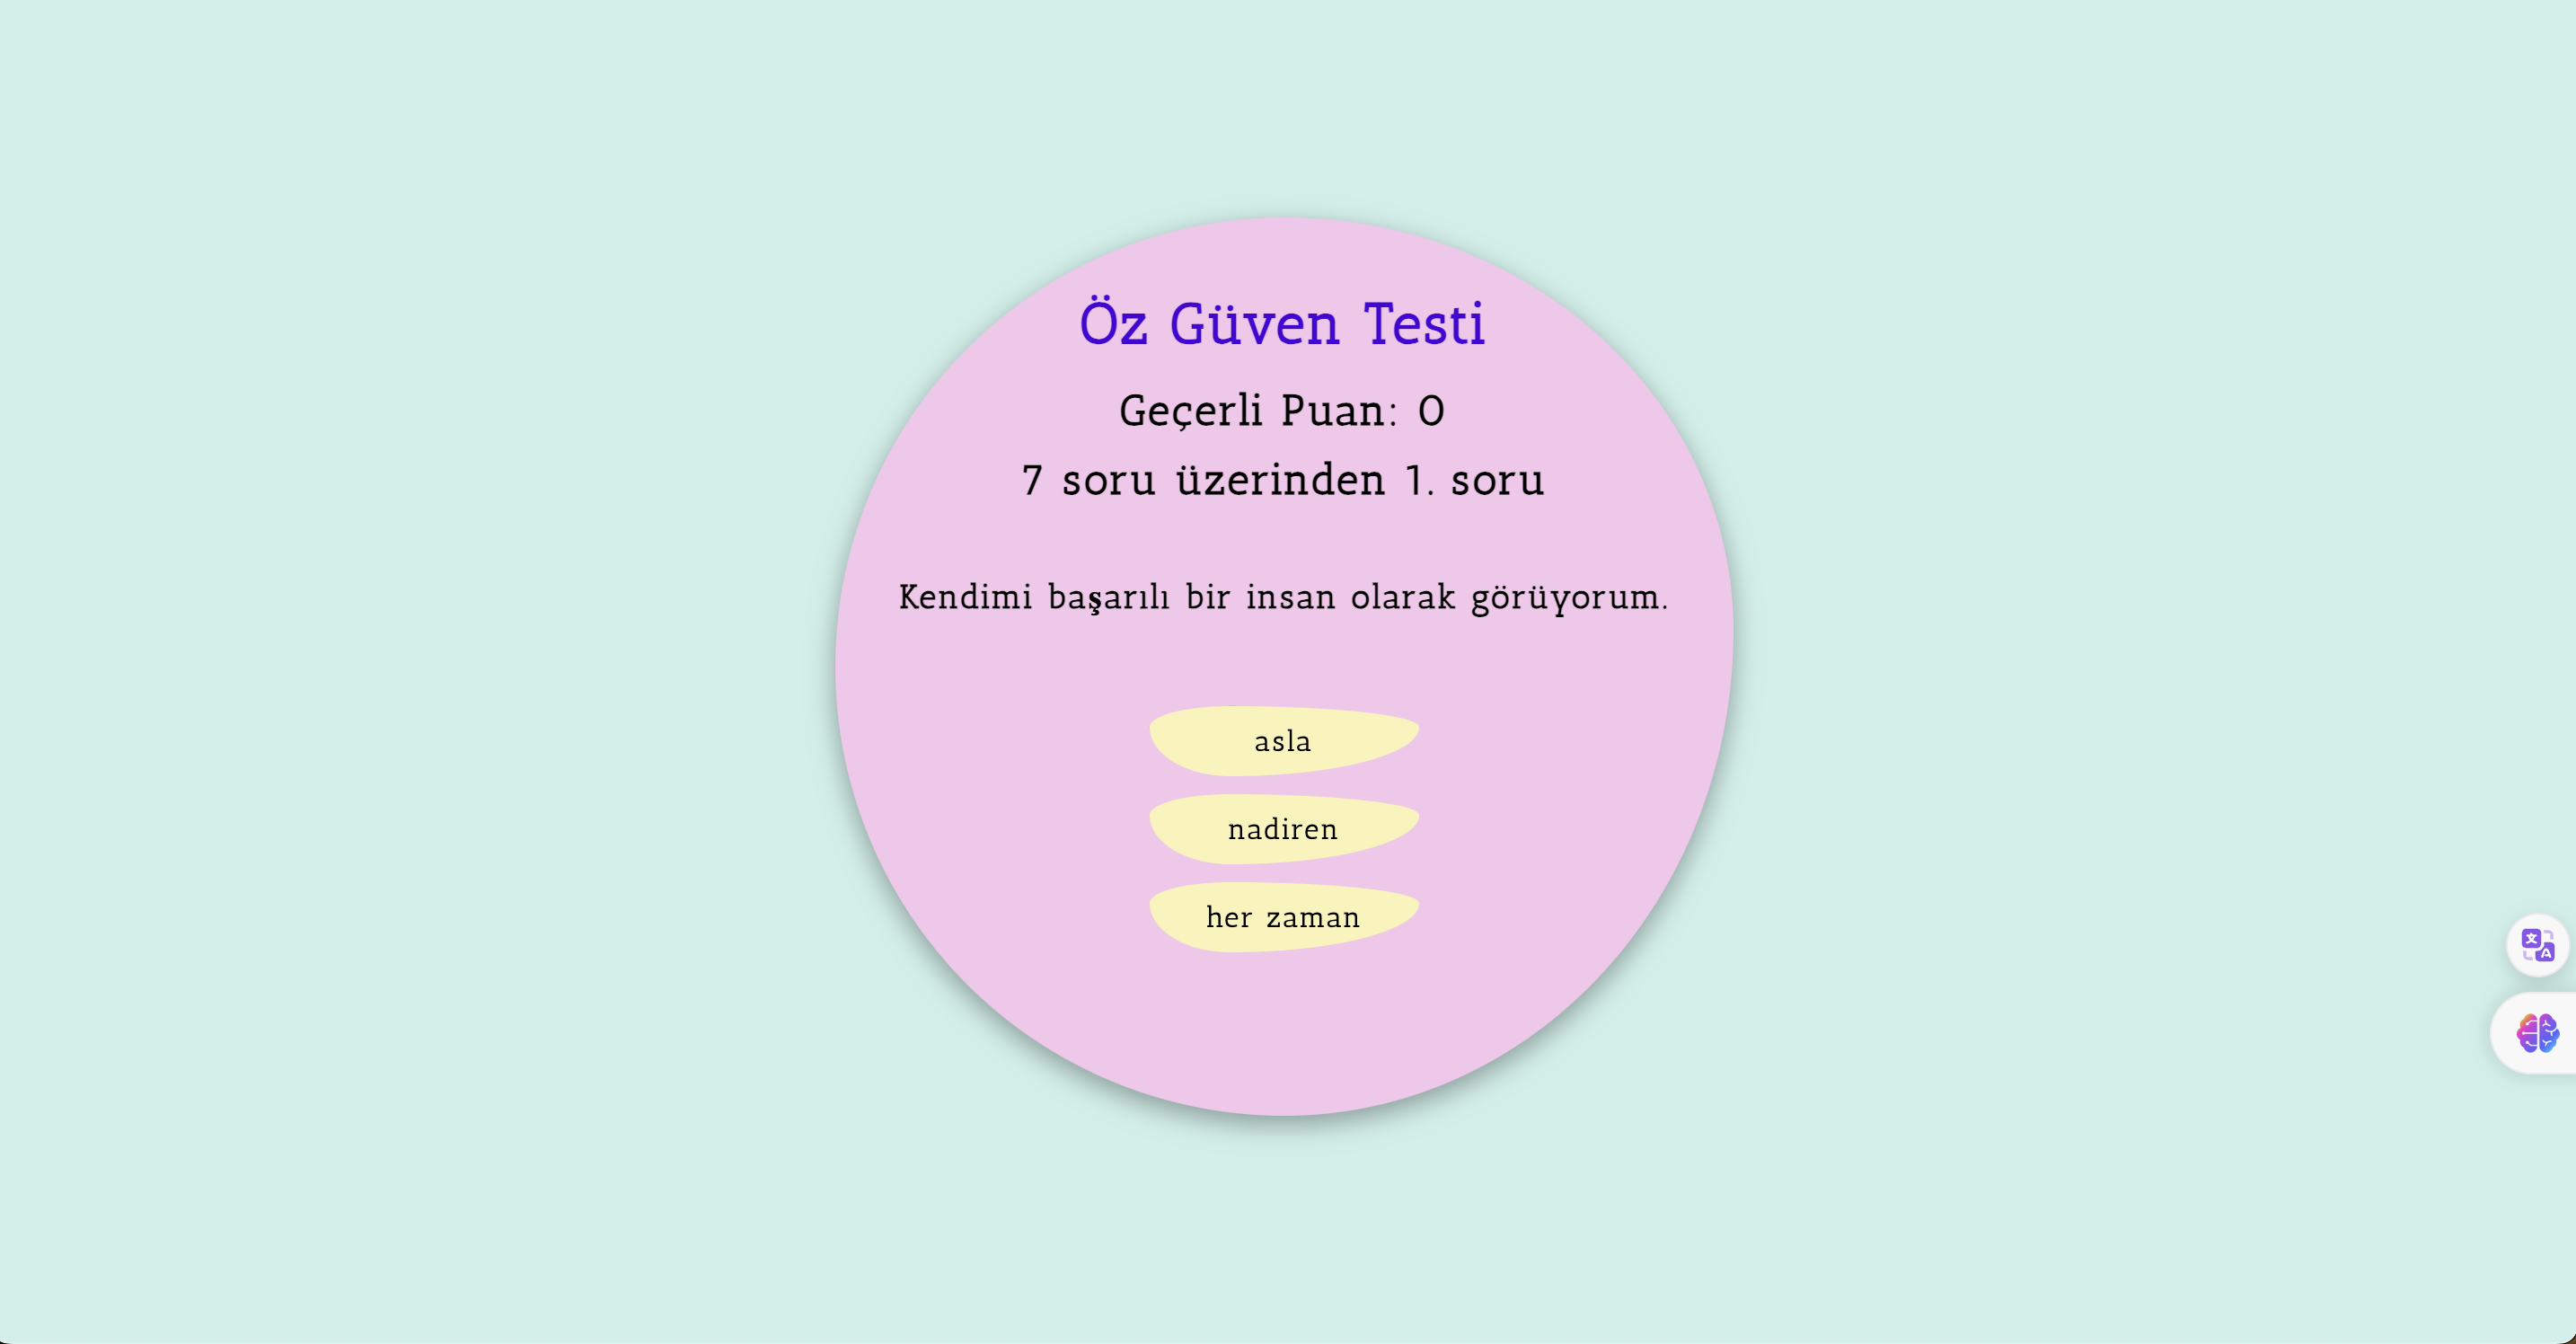 Öz Güven Testi
Geçerli Puan: 0
7 soru üzerinden 1. soru
Kendimi başarılı bir insan olarak görüyorum.
asla
nadiren
her zaman